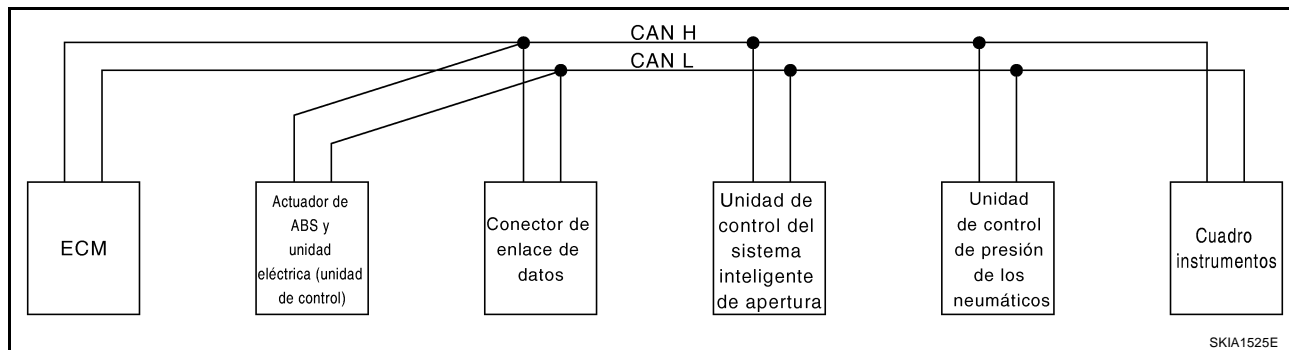 CAN H
CAN L
ECM
Actuador de
ABS y
unidad
eléctrica (unidad
de control)
Conector de
enlace de
datos
Unidad de
control del
sistema
inteligente
de apertura
Unidad
de control
de presión
de los
neumáticos
Cuadro
instrumentos
SKIA1525E